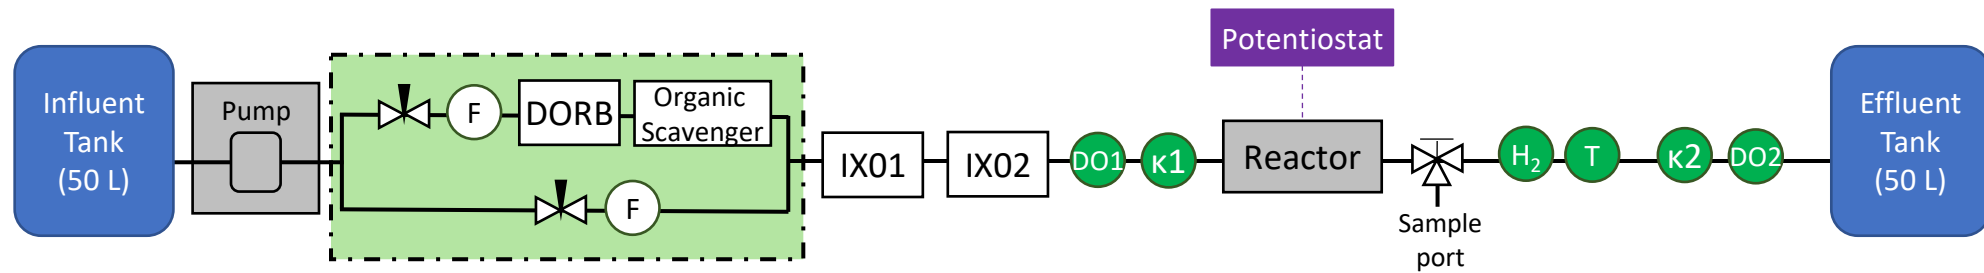 Influent
Tank
(50 L)
Pump
F
DORB
Organic
Scavenger
F
IX01
IX02
DO1
κ1
Potentiostat
Reactor
Sample
port
H₂
T
κ2
DO2
Effluent
Tank
(50 L)